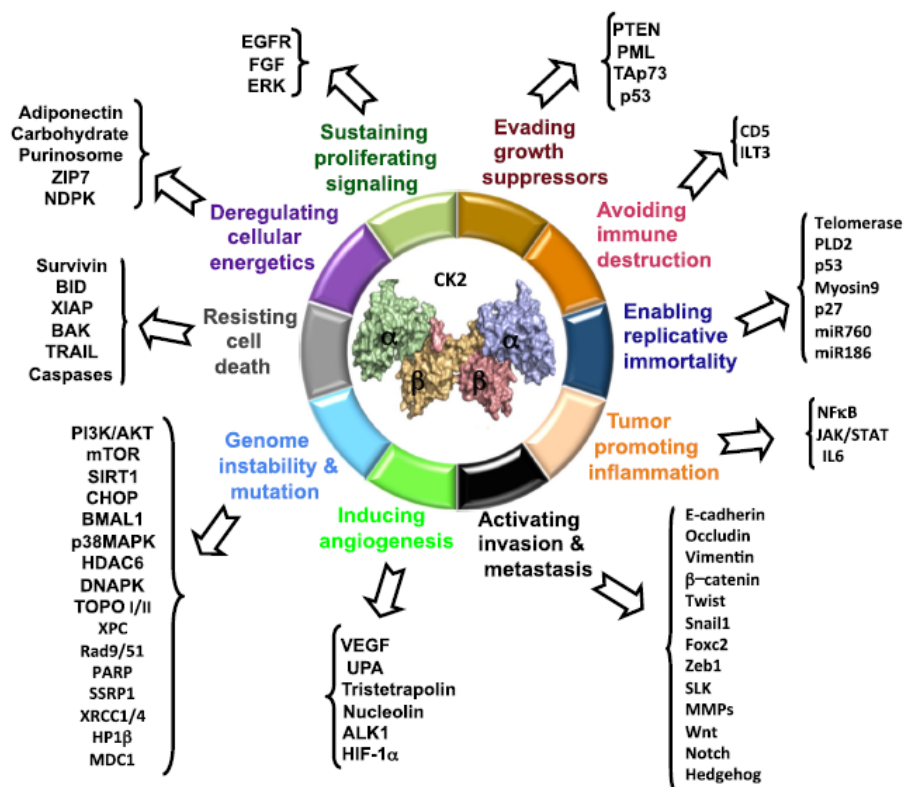 EGFR
FGF
ERK
PTEN
PML
TAp73
p53
Adiponectin
Carbohydrate
Purinosome
ZIP7
NDPK
Sustaining
proliferating
signaling
Evading
growth
suppressors
CD5
ILT3
Deregulating
cellular
energetics
Avoiding
immune
destruction
Survivin
BID
XIAP
BAK
TRAIL
Caspases
Resisting
cell
death
CK2
α
α
β
β
Enabling
replicative
immortality
Telomerase
PLD2
p53
Myosin9
p27
miR760
miR186
PI3K/AKT
mTOR
SIRT1
CHOP
BMAL1
p38MAPK
HDAC6
DNAPK
TOPO I/II
XPC
Rad9/51
PARP
SSRP1
XRCC1/4
HP1β
MDC1
Genome
instability &
mutation
Inducing
angiogenesis
Activating
invasion &
metastasis
Tumor
promoting
inflammation
NFκB
JAK/STAT
IL6
VEGF
UPA
Tristetrapolin
Nucleolin
ALK1
HIF-1α
E-cadherin
Occludin
Vimentin
β–catenin
Twist
Snail1
Foxc2
Zeb1
SLK
MMPs
Wnt
Notch
Hedgehog